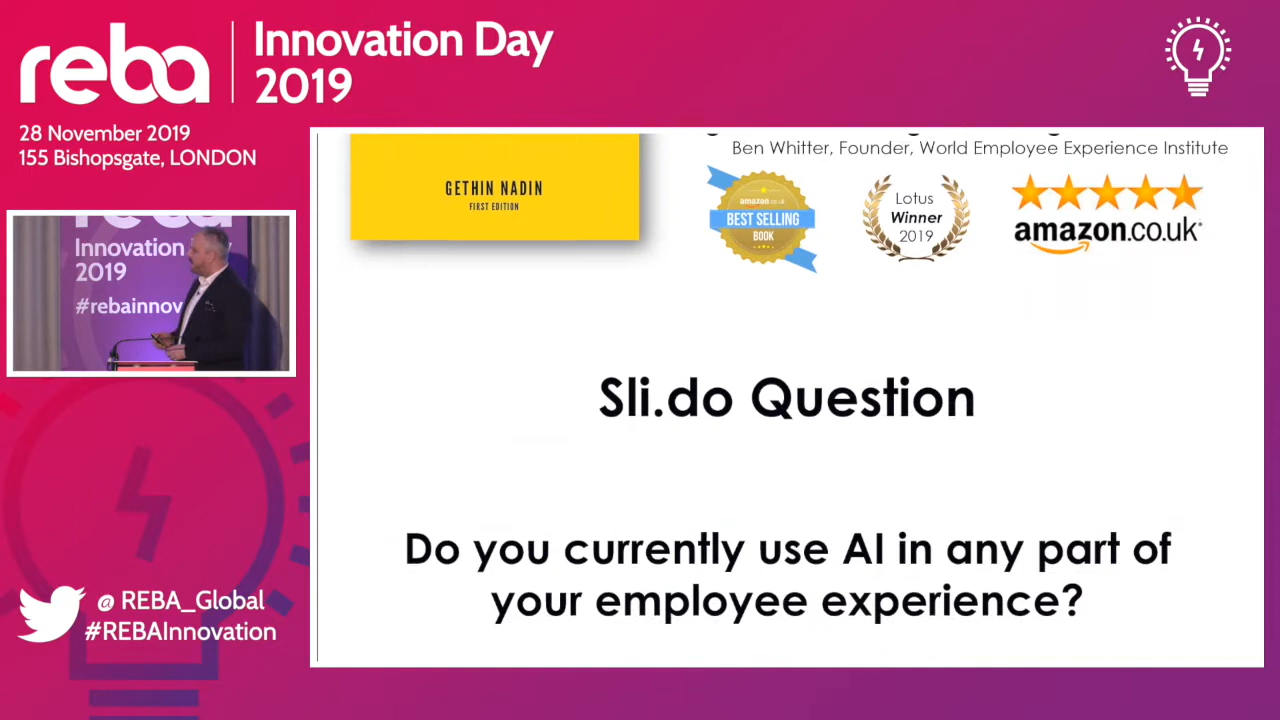 reba
Innovation Day
2019
28 November 2019
155 Bishopsgate, LONDON
Innovation
2019
#rebainnov
@ REBA_Global
#REBAInnovation
GETHIN NADIN
FIRST EDITION
Ben Whitter, Founder, World Employee Experience Institute
amazon.co.uk
BEST SELLING
BOOK
Lotus
Winner
2019
amazon.co.uk
Sli.do Question
Do you currently use AI in any part of
your employee experience?